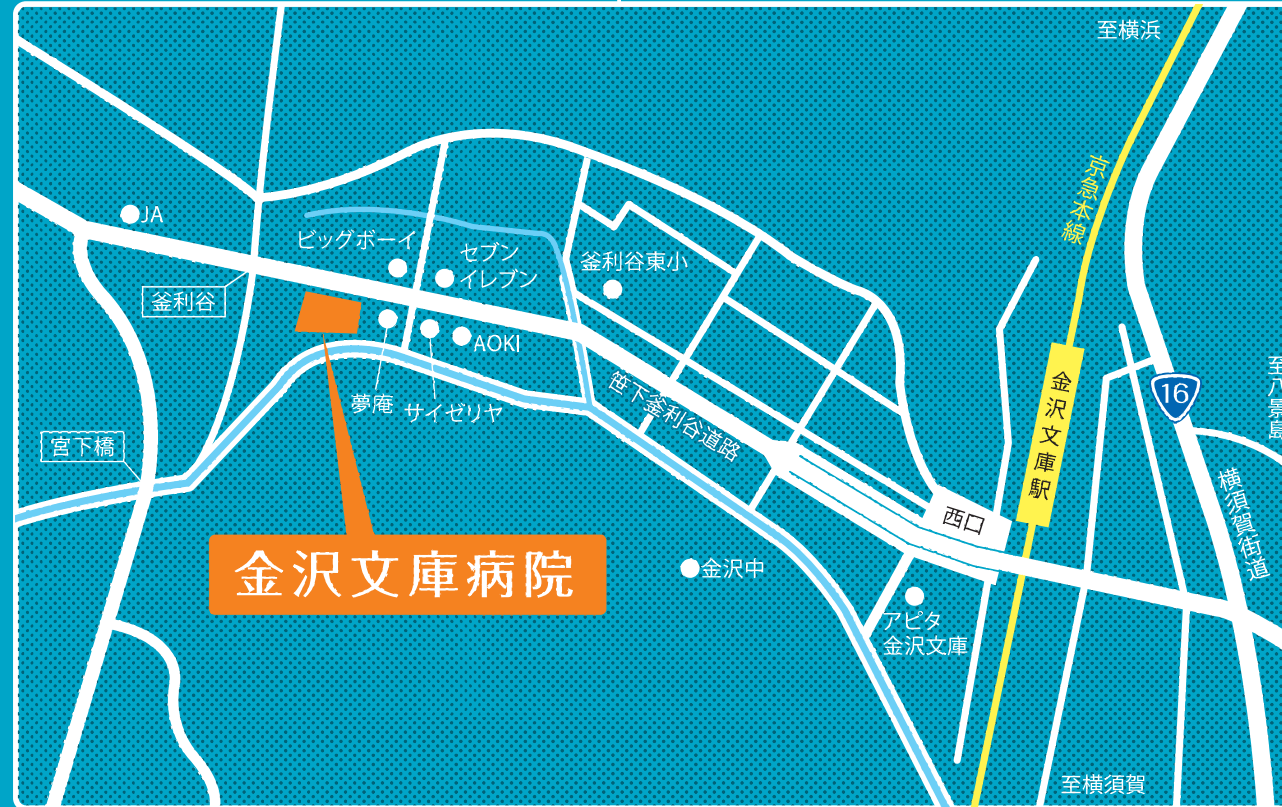 至横浜
京急本線
JA
ビッグボーイ
セブン
イレブン
釜利谷東小
釜利谷
AOKI
夢庵
サイゼリヤ
笹下釜利谷道路
金沢文庫駅
16
至八景島
宮下橋
横須賀街道
西口
金沢文庫病院
金沢中
アピタ
金沢文庫
至横須賀